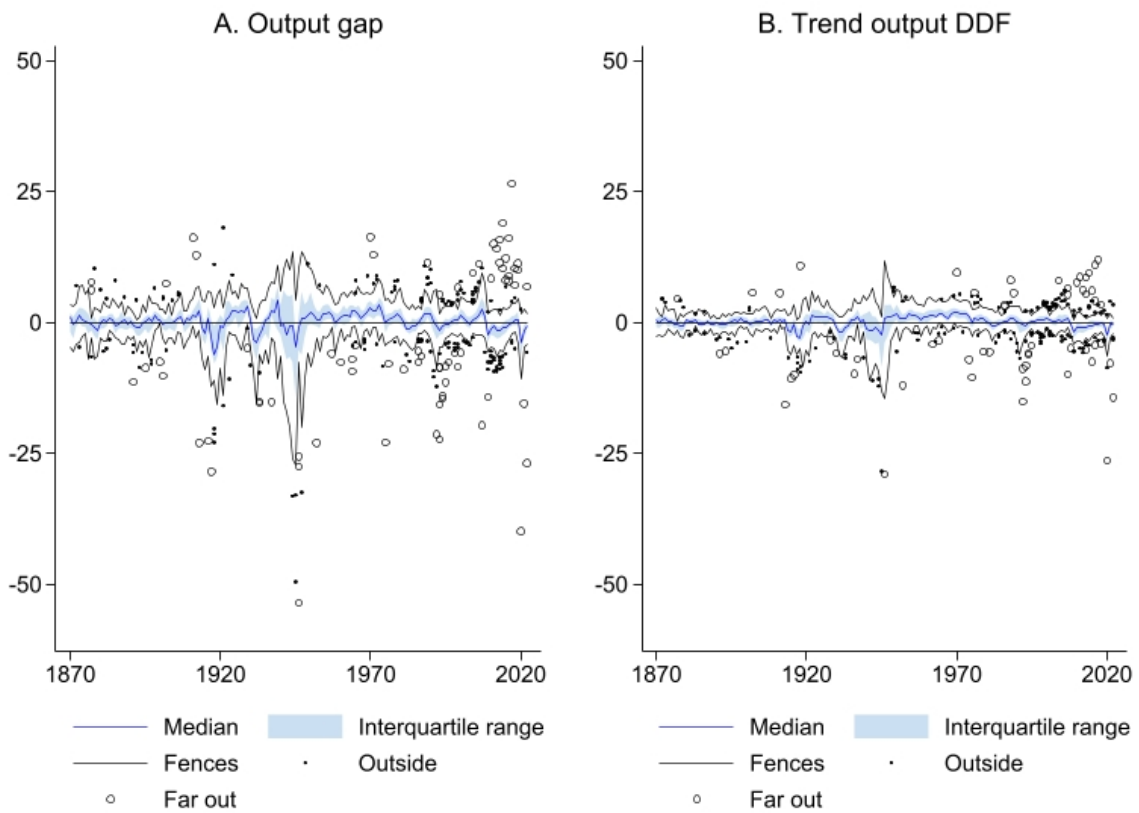 A. Output gap
50
25
0
-25
-50
1870 1920 1970 2020
Median Interquartile range
Fences Outside
Far out
B. Trend output DDF
50
25
0
-25
-50
1870 1920 1970 2020
Median Interquartile range
Fences Outside
Far out